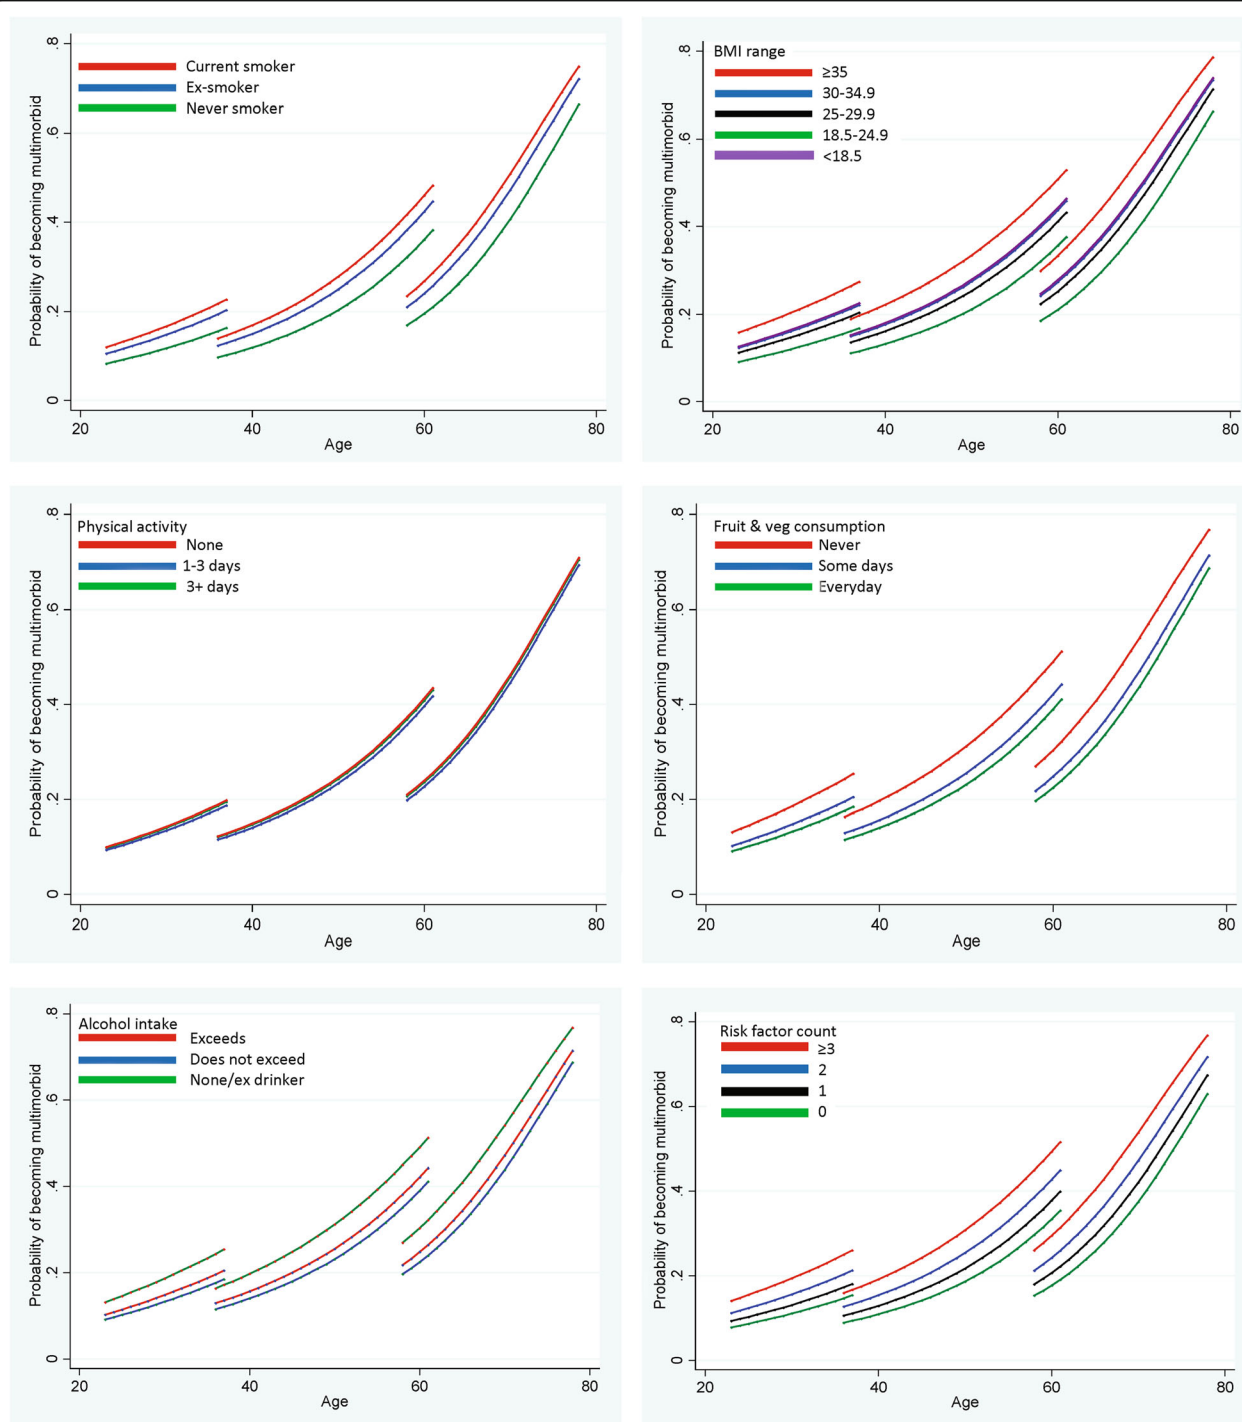 .8
.6
.4
.2
0
Probability of becoming multimorbid
Current smoker
Ex-smoker
Never smoker
20 40 60 80
Age
.8
.6
.4
.2
0
Probability of becoming multimorbid
BMI range
≥35
30-34.9
25-29.9
18.5-24.9
<18.5
20 40 60 80
Age
.8
.6
.4
.2
0
Probability of becoming multimorbid
Physical activity
None
1-3 days
3+ days
20 40 60 80
Age
.8
.6
.4
.2
0
Probability of becoming multimorbid
Fruit & veg consumption
Never
Some days
Everyday
20 40 60 80
Age
.8
.6
.4
.2
0
Probability of becoming multimorbid
Alcohol intake
Exceeds
Does not exceed
None/ex drinker
20 40 60 80
Age
.8
.6
.4
.2
0
Probability of becoming multimorbid
Risk factor count
≥3
2
1
0
20 40 60 80
Age